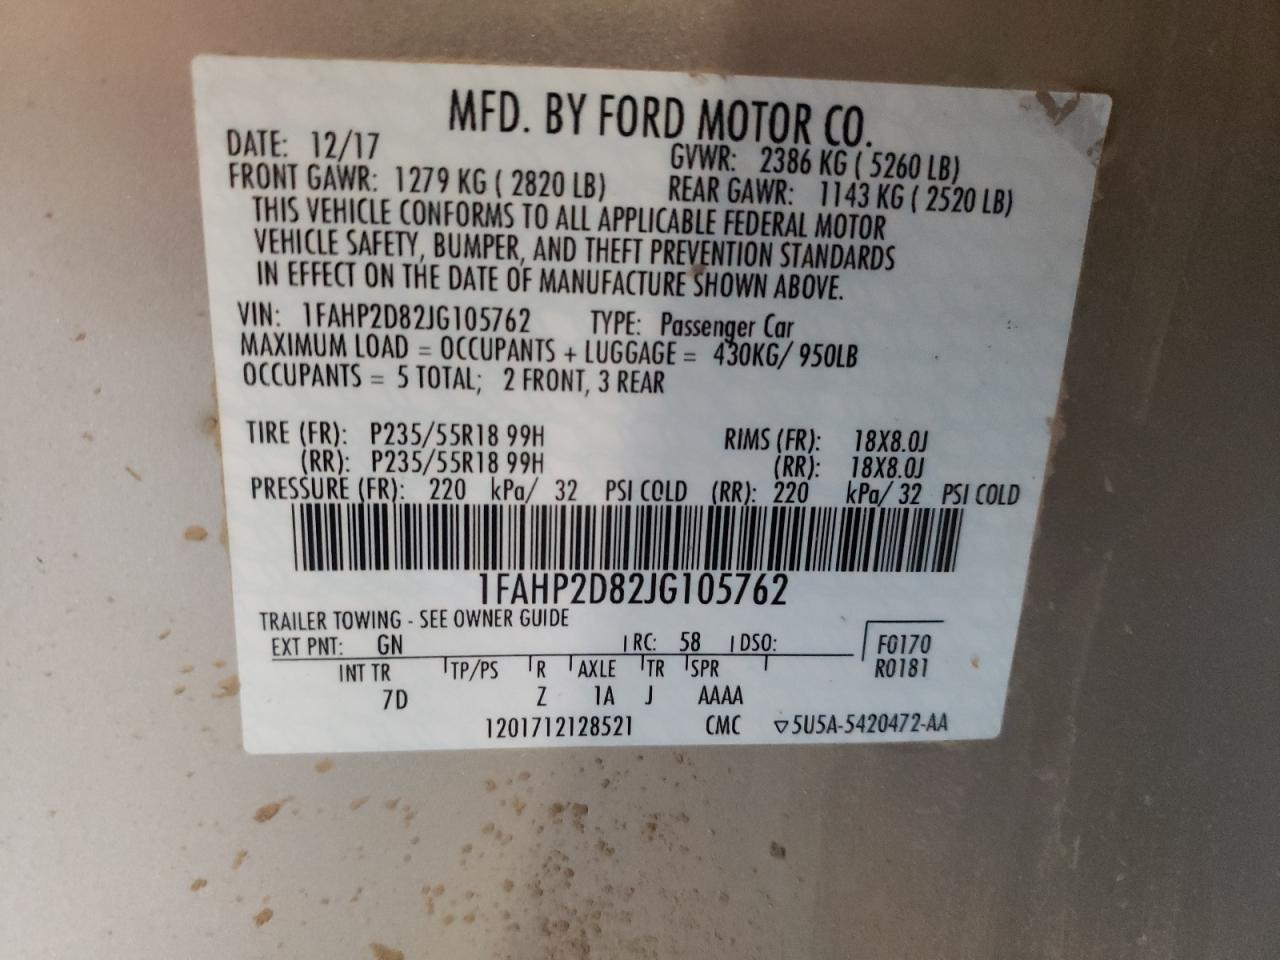 MFD. BY FORD MOTOR CO.
DATE: 12/17 GVWR: 2386 KG ( 5260 LB)
FRONT GAWR: 1279 KG ( 2820 LB) REAR GAWR: 1143 KG ( 2520 LB)
THIS VEHICLE CONFORMS TO ALL APPLICABLE FEDERAL MOTOR
VEHICLE SAFETY, BUMPER, AND THEFT PREVENTION STANDARDS
IN EFFECT ON THE DATE OF MANUFACTURE SHOWN ABOVE.
VIN: 1FAHP2D82JG105762 TYPE: Passenger Car
MAXIMUM LOAD = OCCUPANTS + LUGGAGE = 430KG/ 950LB
OCCUPANTS = 5 TOTAL; 2 FRONT, 3 REAR
TIRE (FR): P235/55R18 99H RIMS (FR): 18X8.0J
(RR): P235/55R18 99H (RR): 18X8.0J
PRESSURE (FR): 220 kPa/ 32 PSI COLD (RR): 220 kPa/ 32 PSI COLD
1FAHP2D82JG105762
TRAILER TOWING - SEE OWNER GUIDE
EXT PNT: GN RC: 58 DSO: F0170
INT TR TP/PS R AXLE TR SPR R0181
7D Z 1A J AAAA
1201712128521 CMC ▽5U5A-5420472-AA